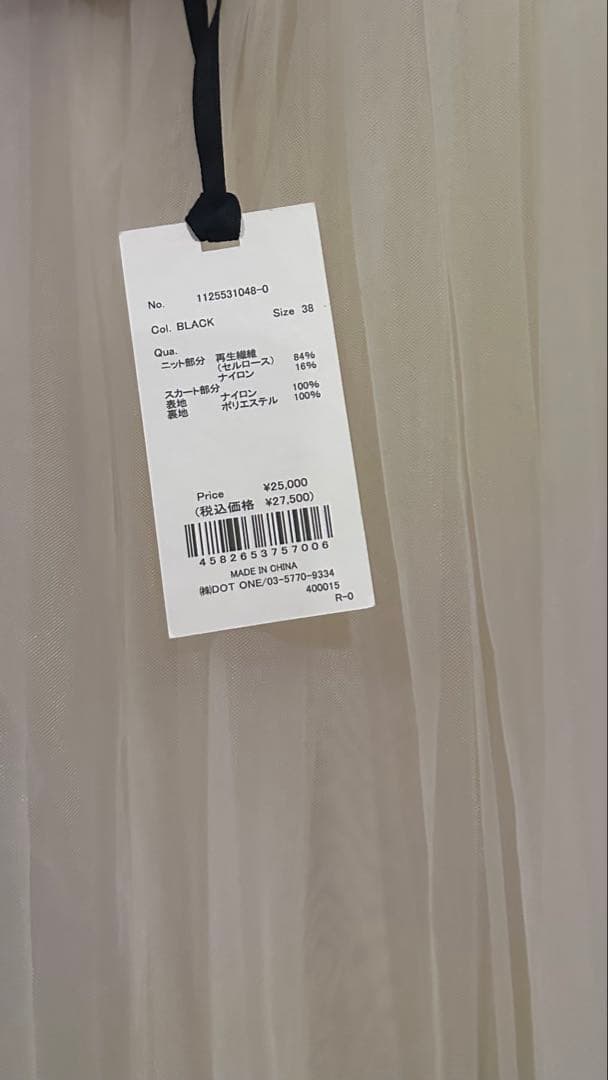 No. 1125531048-0
Col. BLACK Size 38
Qua.
ニット部分 再生繊維 84%
(セルロース)
ナイロン 16%
スカート部分
表地 ナイロン 100%
裏地 ポリエステル 100%
Price ¥25,000
(税込価格 ¥27,500)
4582653757006
MADE IN CHINA
㈱DOT ONE/03-5770-9334
400015
R-0